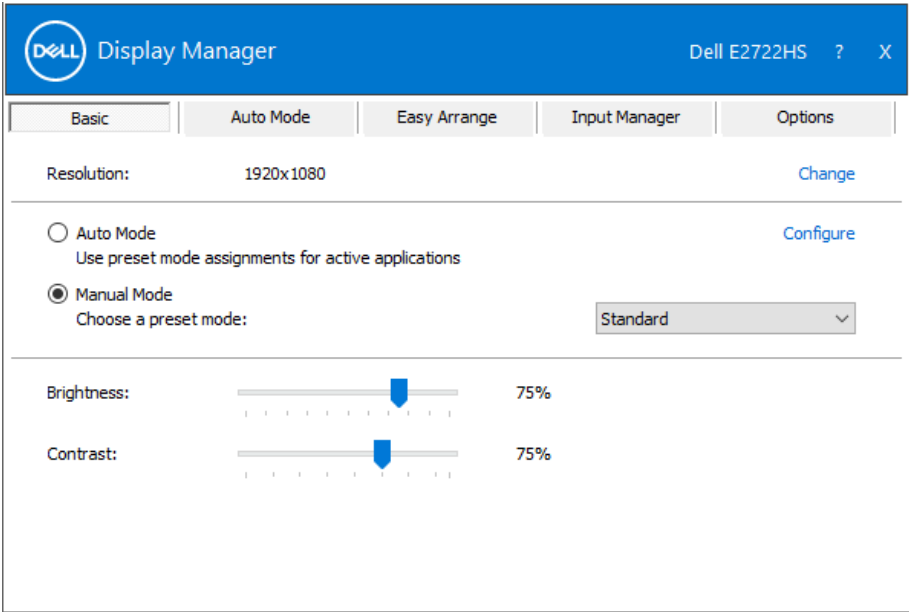 DELL Display Manager Dell E2722HS ? X
Basic Auto Mode Easy Arrange Input Manager Options
Resolution: 1920x1080 Change
Auto Mode Configure
Use preset mode assignments for active applications
Manual Mode
Choose a preset mode: Standard
Brightness: 75%
Contrast: 75%